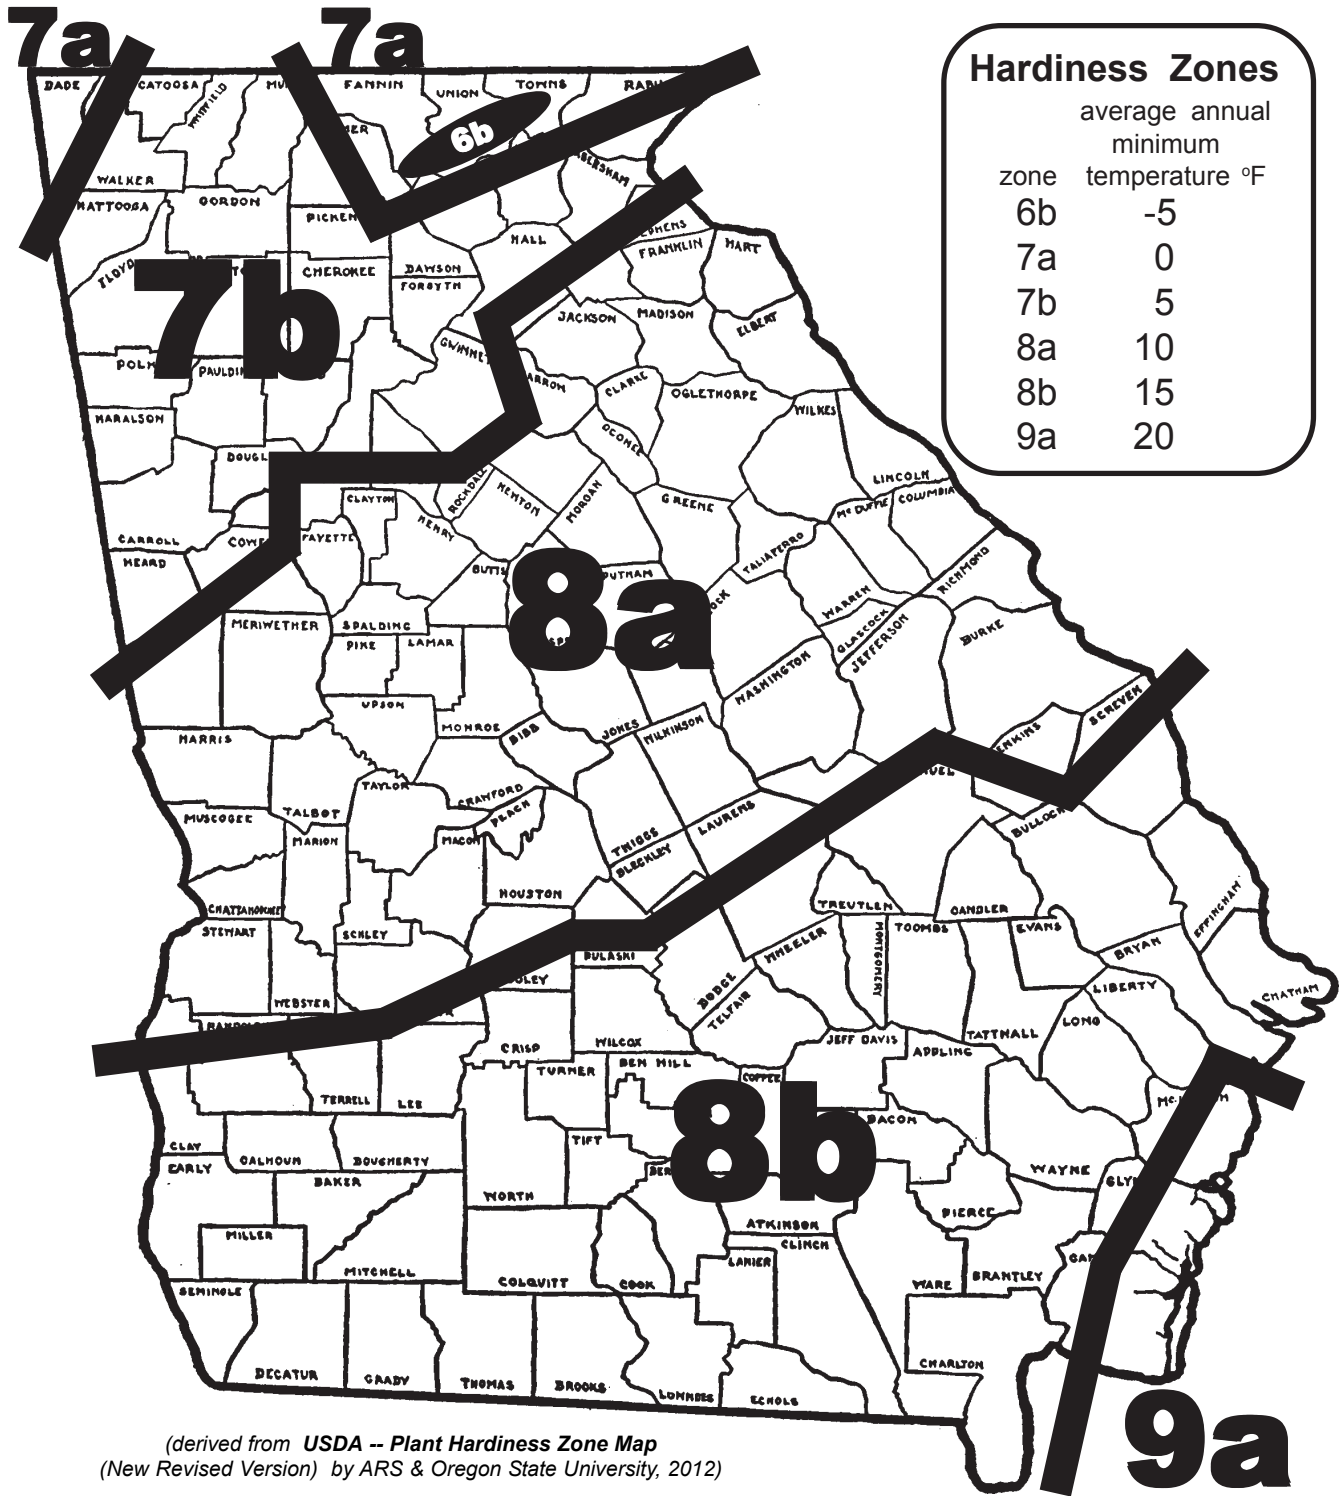 7a
7a
Hardiness Zones
average annual
minimum
zone temperature °F
6b -5
7a 0
7b 5
8a 10
8b 15
9a 20
DADE
CATOOSA
WHITFIELD
FANNIN
UNION
TOWNS
6b
WALKER
GORDON
HALL
FRANKLIN
HART
FLOYD
CHEROKEE
DAWSON
FORSYTH
7b
JACKSON
MADISON
ELBERT
CLARKE
OGLETHORPE
WILKES
HARALSON
OCONEE
LINCOLN
COLUMBIA
McDUFFIE
CLAYTON
ROCKDALE
NEWTON
MORGAN
GREENE
HENRY
FAYETTE
CARROLL
HEARD
TALIAFERRO
RICHMOND
BUTTS
8a
WARREN
GLASCOCK
JEFFERSON
BURKE
MERIWETHER
SPALDING
PIKE
LAMAR
WASHINGTON
SCREVEN
UPSON
MONROE
BIBB
JONES
WILKINSON
HARRIS
TALBOT
TAYLOR
CRAWFORD
PEACH
MUSCOGEE
MARION
MACON
TWIGGS
BLECKLEY
LAURENS
BULLOCH
HOUSTON
CHATTAHOOCHEE
STEWART
SCHLEY
TREUTLEN
CANDLER
EVANS
EFFINGHAM
WEBSTER
PULASKI
DODGE
TELFAIR
WHEELER
MONTGOMERY
TOOMBS
BRYAN
LIBERTY
CHATHAM
TATTNALL
LONG
CRISP
WILCOX
TURNER
BEN HILL
JEFF DAVIS
APPLING
TERRELL
LEE
8b
BACON
CLAY
EARLY
CALHOUN
DOUGHERTY
TIFT
BAKER
WORTH
WAYNE
PIERCE
ATKINSON
CLINCH
LANIER
MILLER
MITCHELL
COLQUITT
COOK
WARE
BRANTLEY
SEMINOLE
DECATUR
GRADY
THOMAS
BROOKS
LOWNDES
ECHOLS
CHARLTON
9a
(derived from USDA -- Plant Hardiness Zone Map
(New Revised Version) by ARS & Oregon State University, 2012)